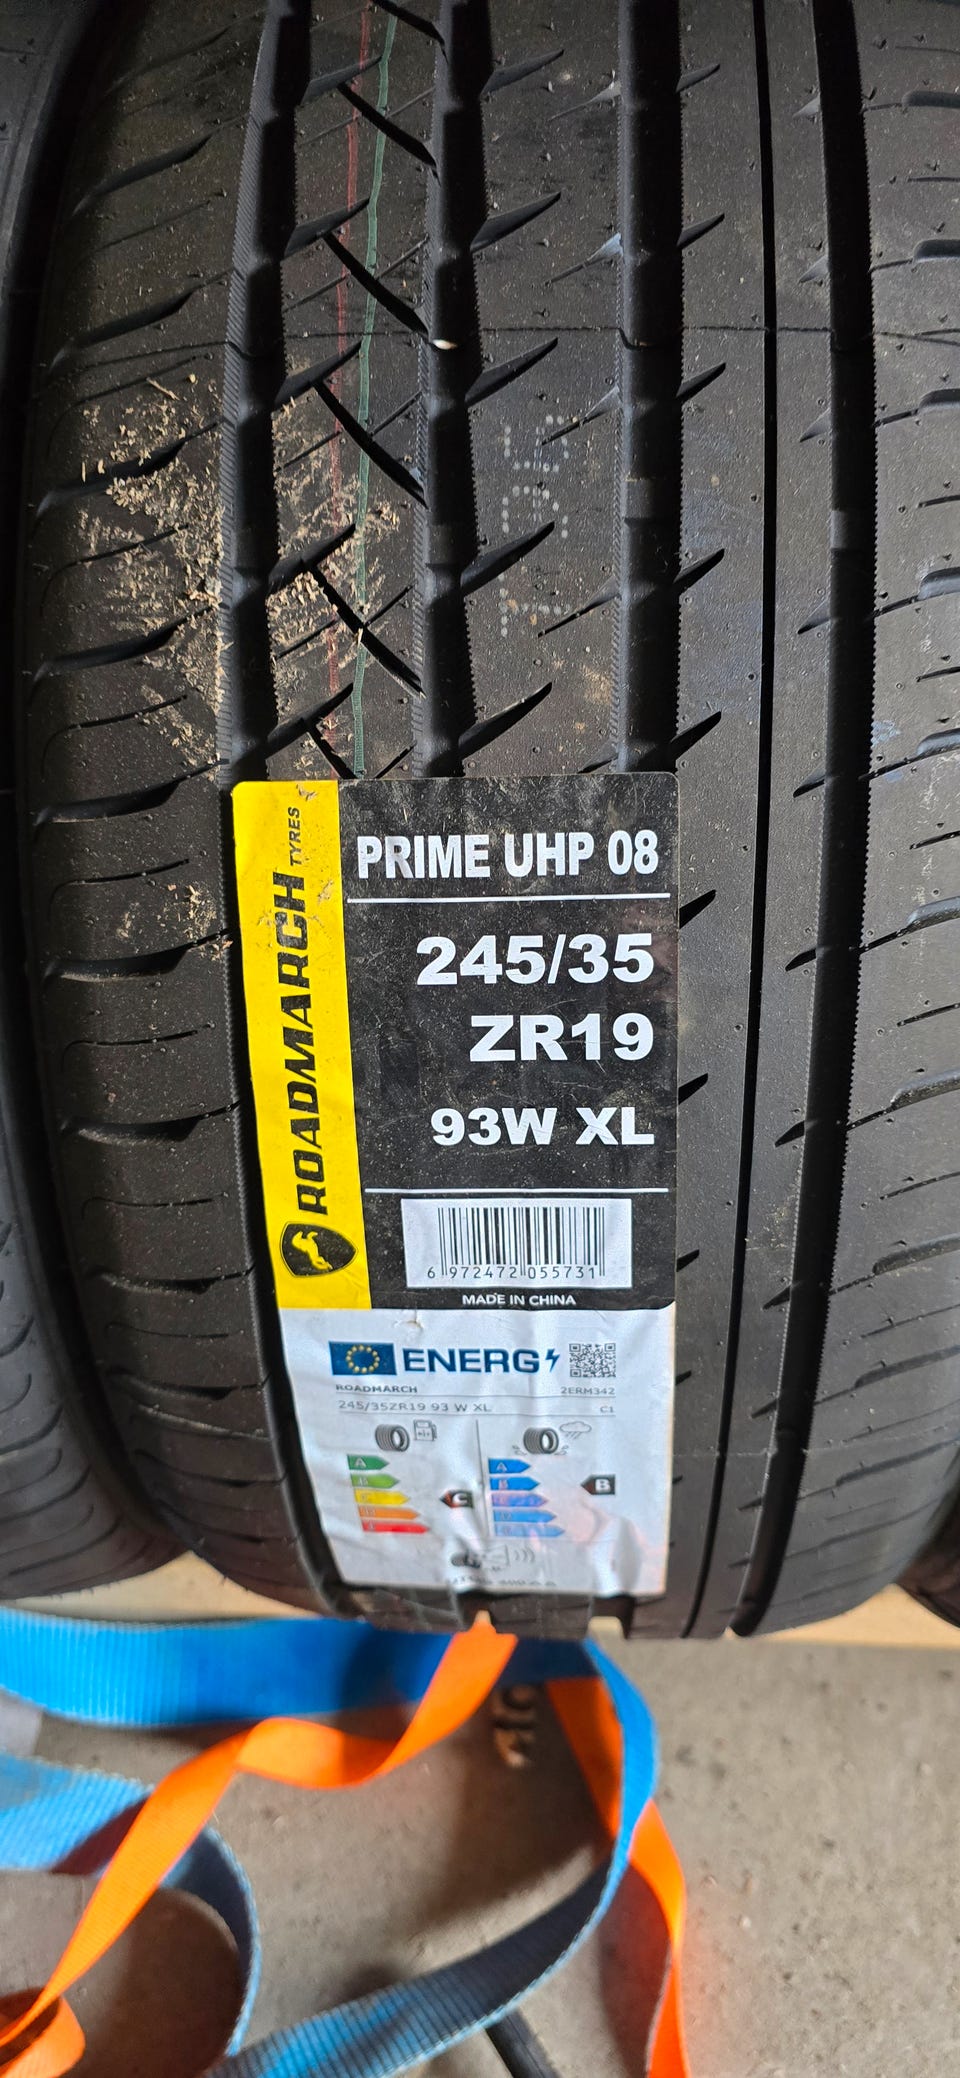 PRIME UHP 08
245/35
ZR19
93W XL
ROADMARCH TYRES
6 972472 055731
MADE IN CHINA
ENERG
ROADMARCH
2ERM342
245/35ZR19 93 W XL
C1
A
B
C
D
E
C
A
B
C
D
E
B